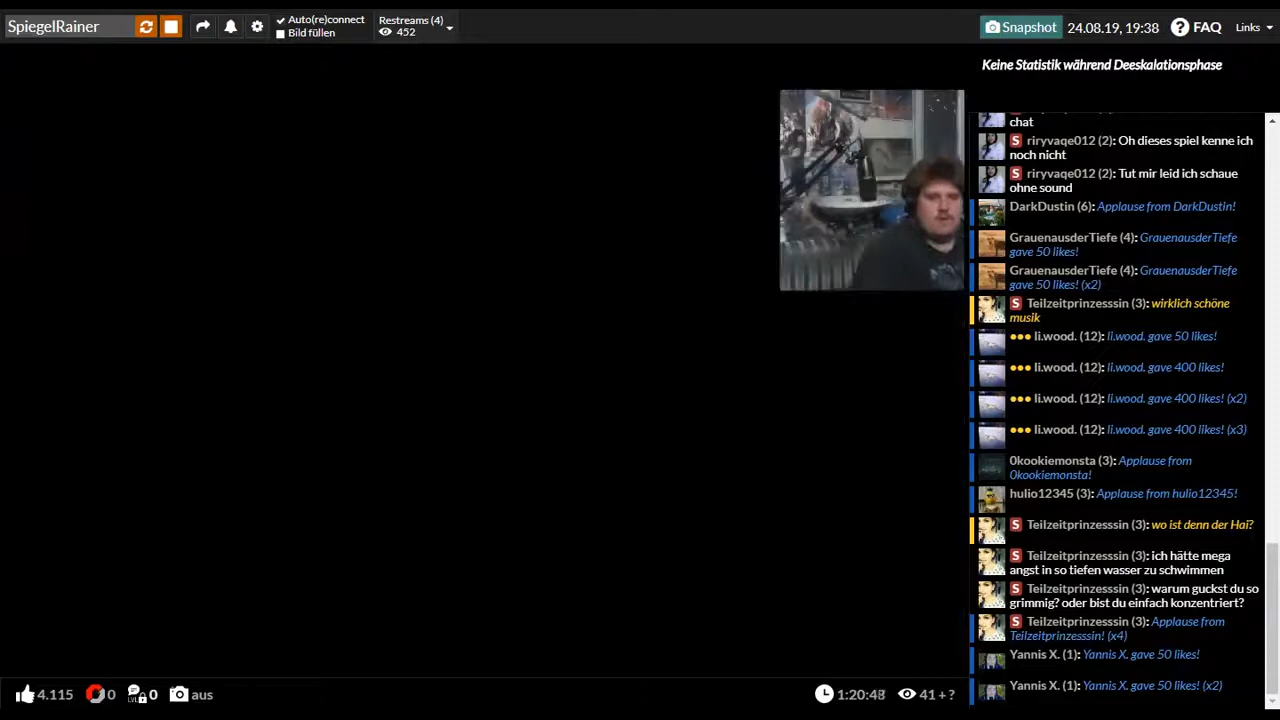 SpiegelRainer
Auto(re)connect
Bild füllen
Restreams (4)
452
Snapshot
24.08.19, 19:38
FAQ
Links
Keine Statistik während Deeskalationsphase
chat
S riryvaqe012 (2): Oh dieses spiel kenne ich
noch nicht
S riryvaqe012 (2): Tut mir leid ich schaue
ohne sound
DarkDustin (6): Applause from DarkDustin!
GrauenausderTiefe (4): GrauenausderTiefe
gave 50 likes!
GrauenausderTiefe (4): GrauenausderTiefe
gave 50 likes! (x2)
S Teilzeitprinzesssin (3): wirklich schöne
musik
li.wood. (12): li.wood. gave 50 likes!
li.wood. (12): li.wood. gave 400 likes!
li.wood. (12): li.wood. gave 400 likes! (x2)
li.wood. (12): li.wood. gave 400 likes! (x3)
0kookiemonsta (3): Applause from
0kookiemonsta!
hulio12345 (3): Applause from hulio12345!
S Teilzeitprinzesssin (3): wo ist denn der Hai?
S Teilzeitprinzesssin (3): ich hätte mega
angst in so tiefen wasser zu schwimmen
S Teilzeitprinzesssin (3): warum guckst du so
grimmig? oder bist du einfach konzentriert?
S Teilzeitprinzesssin (3): Applause from
Teilzeitprinzesssin! (x4)
Yannis X. (1): Yannis X. gave 50 likes!
Yannis X. (1): Yannis X. gave 50 likes! (x2)
4.115
0
LVL
0
aus
1:20:48
41 + ?